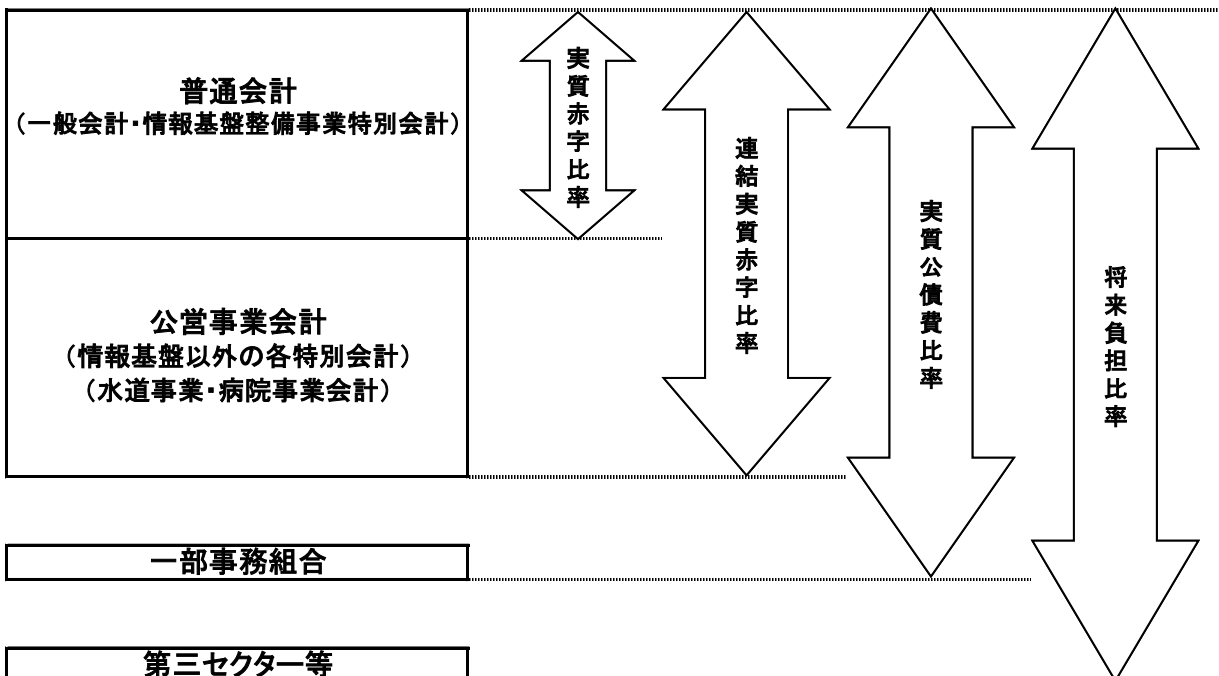 普通会計
（一般会計・情報基盤整備事業特別会計）
実質赤字比率
連結実質赤字比率
実質公債費比率
将来負担比率
公営事業会計
（情報基盤以外の各特別会計）
（水道事業・病院事業会計）
一部事務組合
第三セクター等